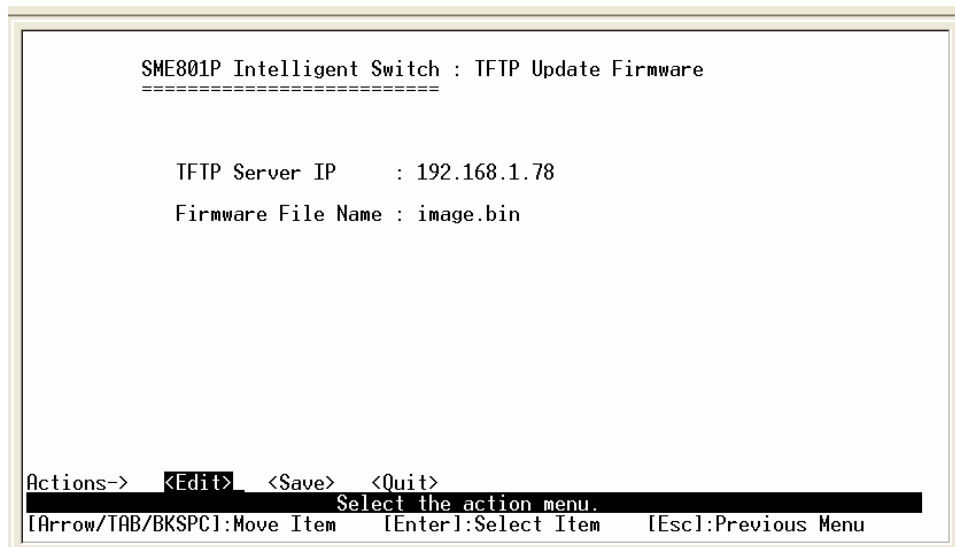 SME801P Intelligent Switch : TFTP Update Firmware
==========================
TFTP Server IP : 192.168.1.78
Firmware File Name : image.bin
Actions-> <Edit> <Save> <Quit>
Select the action menu.
[Arrow/TAB/BKSPC]:Move Item [Enter]:Select Item [Esc]:Previous Menu